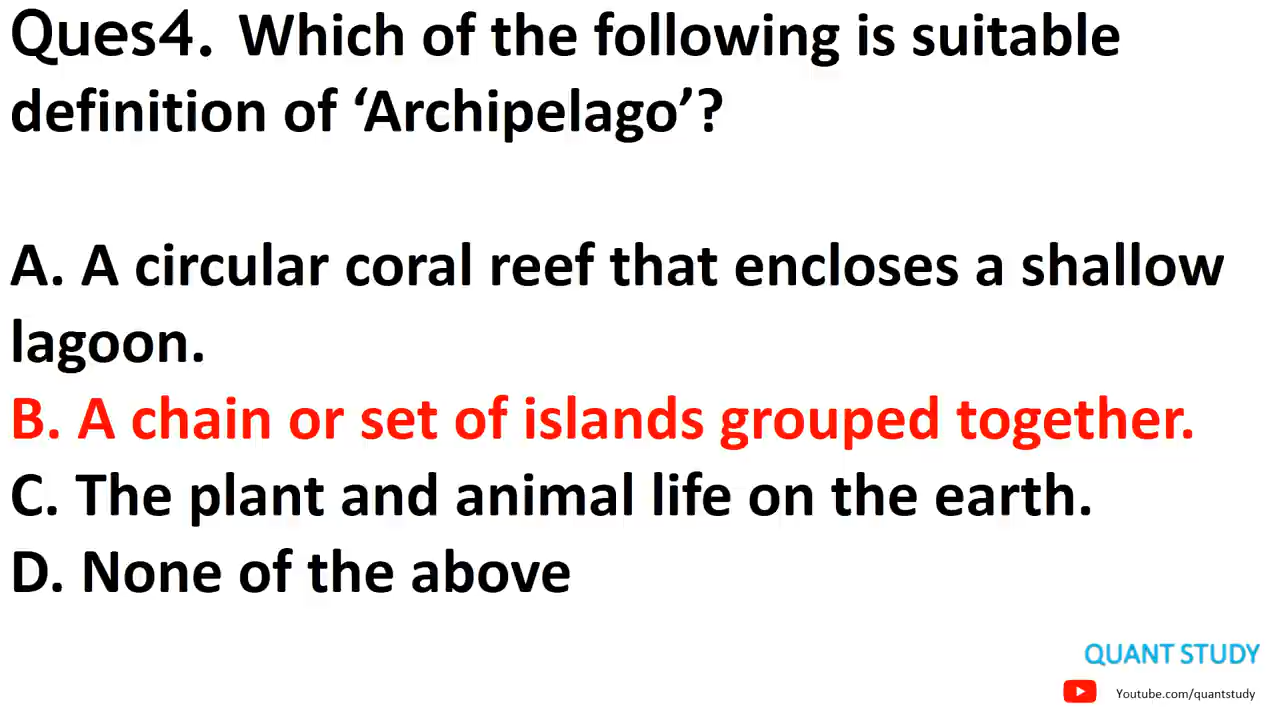 Ques4. Which of the following is suitable
definition of ‘Archipelago’?
A. A circular coral reef that encloses a shallow
lagoon.
B. A chain or set of islands grouped together.
C. The plant and animal life on the earth.
D. None of the above
QUANT STUDY
Youtube.com/quantstudy